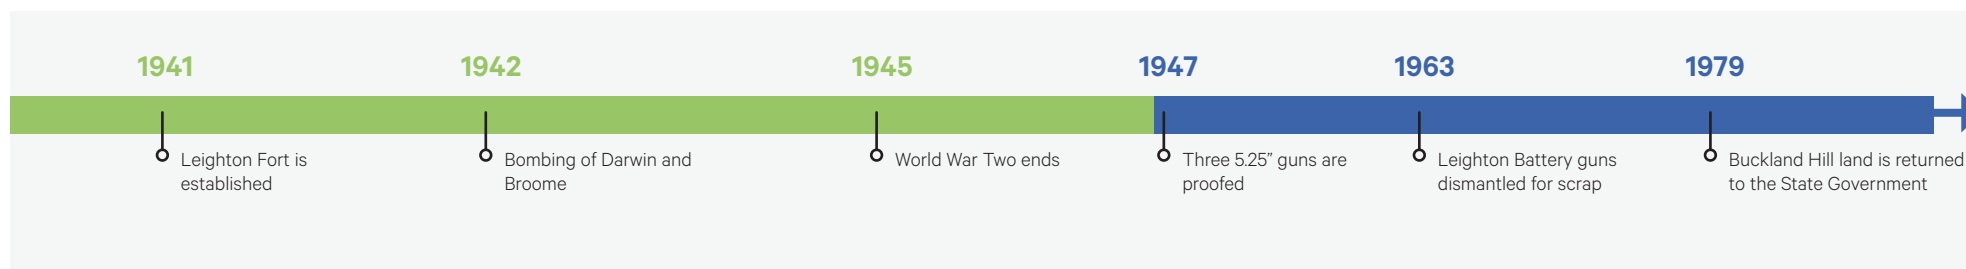 1941
1942
1945
1947
1963
1979
Leighton Fort is
established
Bombing of Darwin and
Broome
World War Two ends
Three 5.25” guns are
proofed
Leighton Battery guns
dismantled for scrap
Buckland Hill land is returned
to the State Government